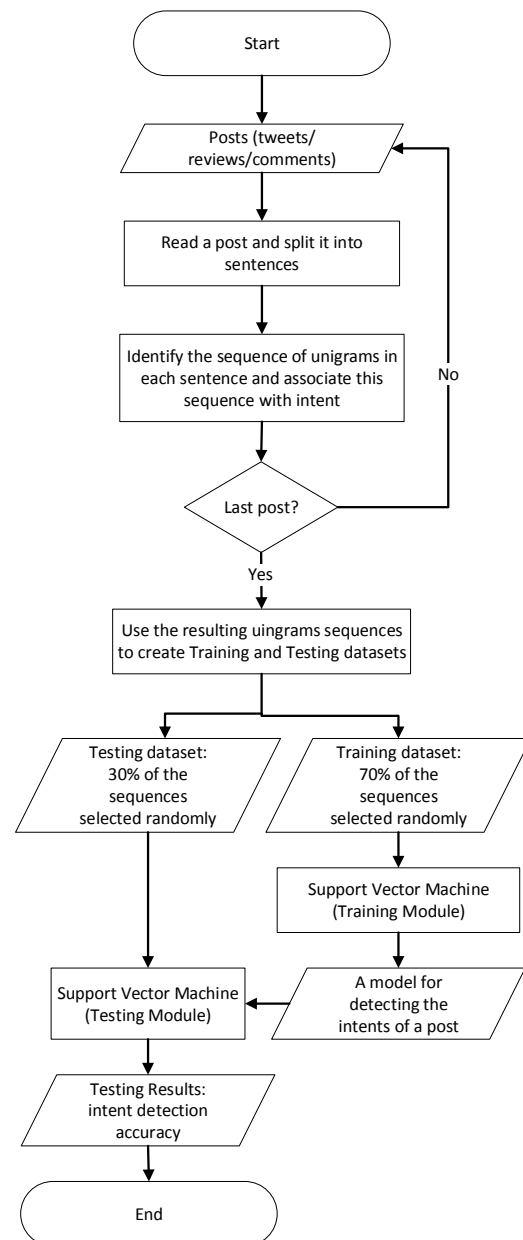 Start
Posts (tweets/
reviews/comments)
Read a post and split it into
sentences
Identify the sequence of unigrams in
each sentence and associate this
sequence with intent
No
Last post?
Yes
Use the resulting uingrams sequences
to create Training and Testing datasets
Testing dataset:
30% of the
sequences
selected randomly
Training dataset:
70% of the
sequences
selected randomly
Support Vector Machine
(Training Module)
A model for
detecting the
intents of a post
Support Vector Machine
(Testing Module)
Testing Results:
intent detection
accuracy
End